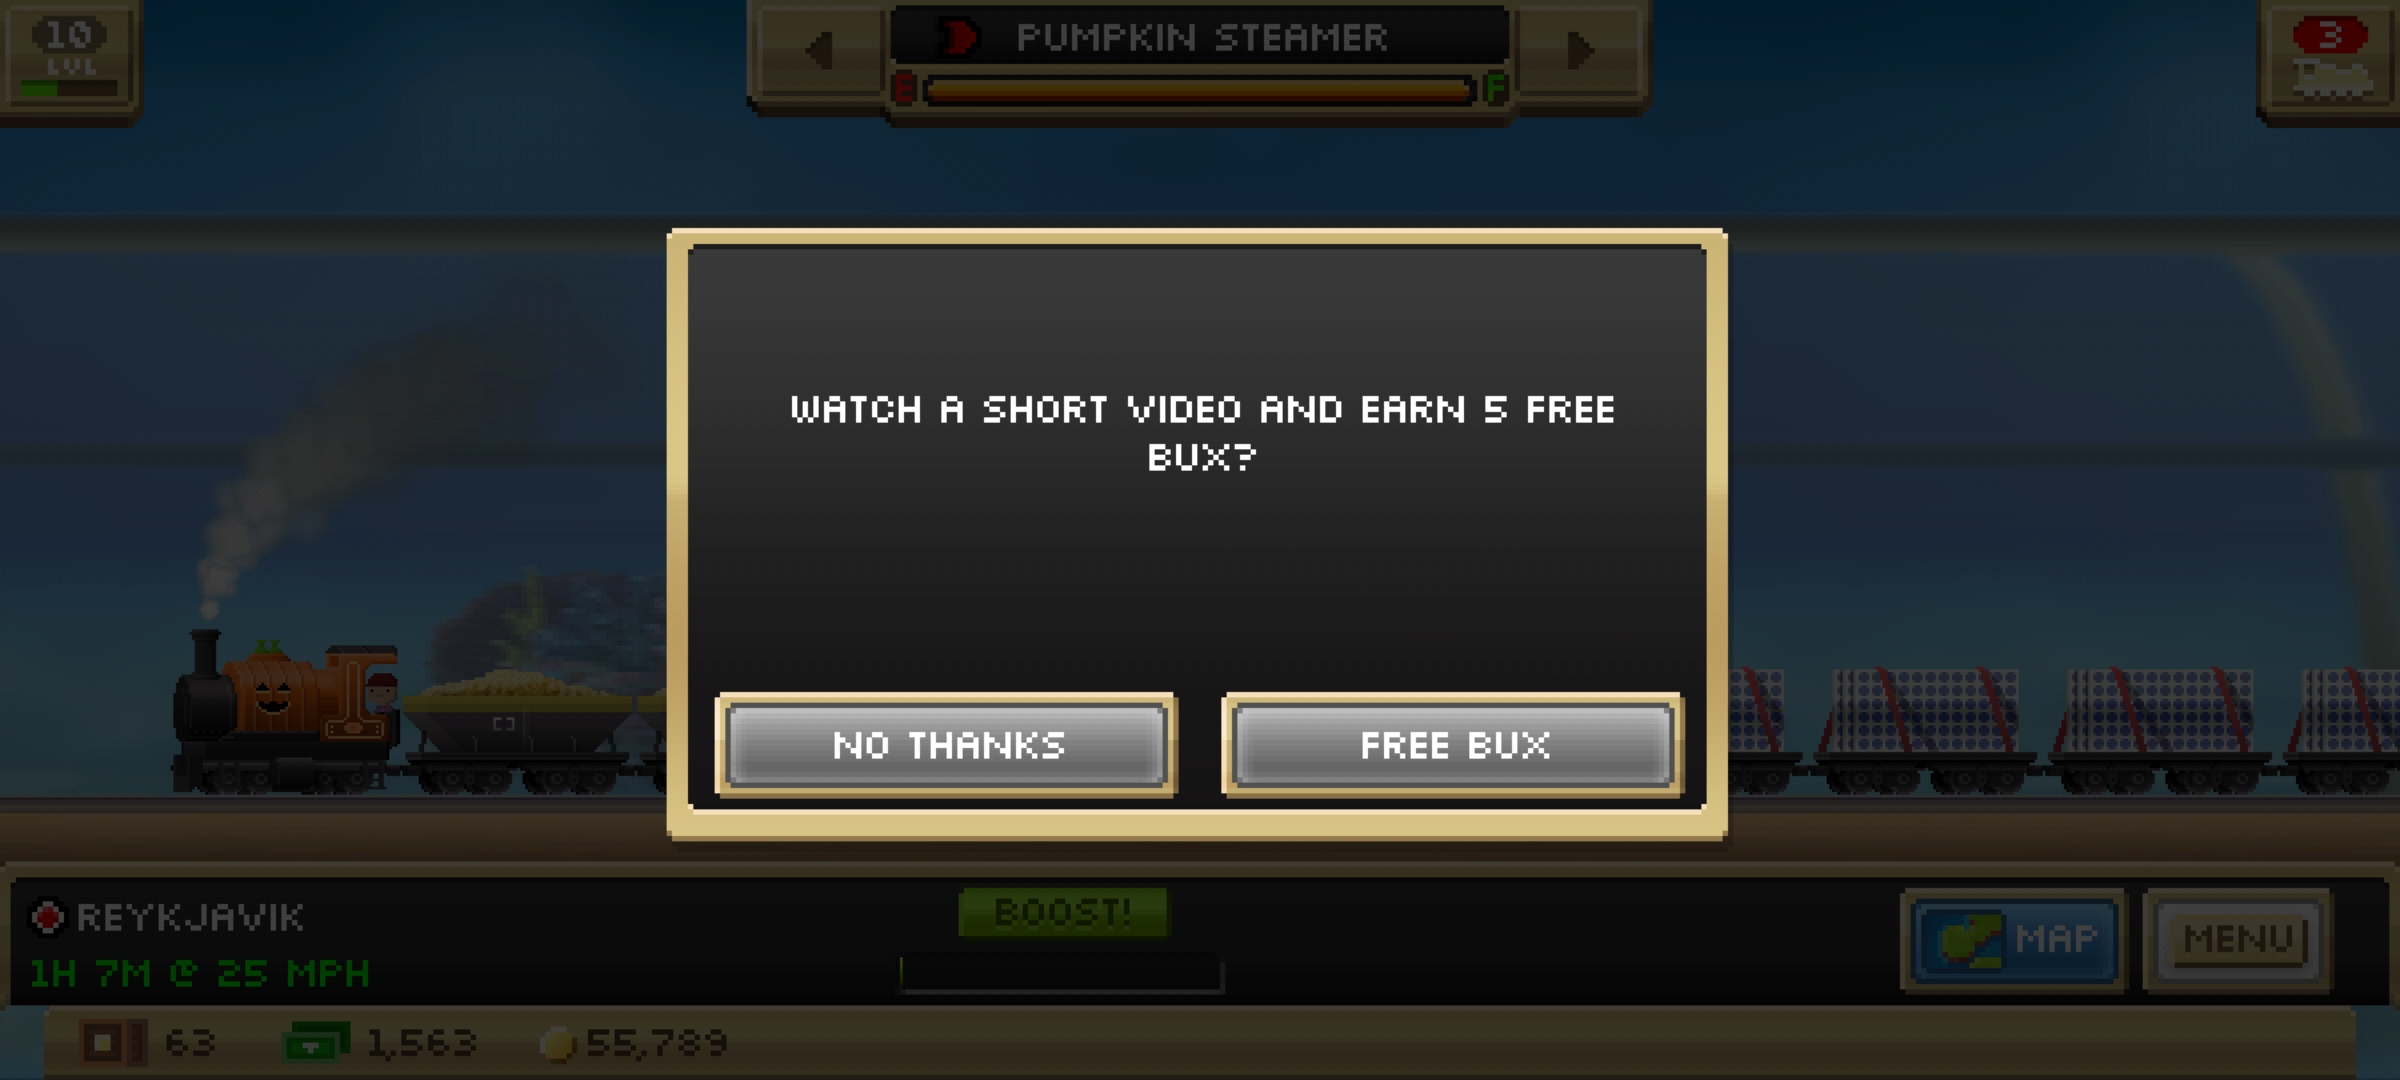 10
LVL
PUMPKIN STEAMER
E
F
3
WATCH A SHORT VIDEO AND EARN 5 FREE
BUX?
NO THANKS
FREE BUX
REYKJAVIK
1H 7M @ 25 MPH
BOOST!
MAP
MENU
63
1,563
55,789